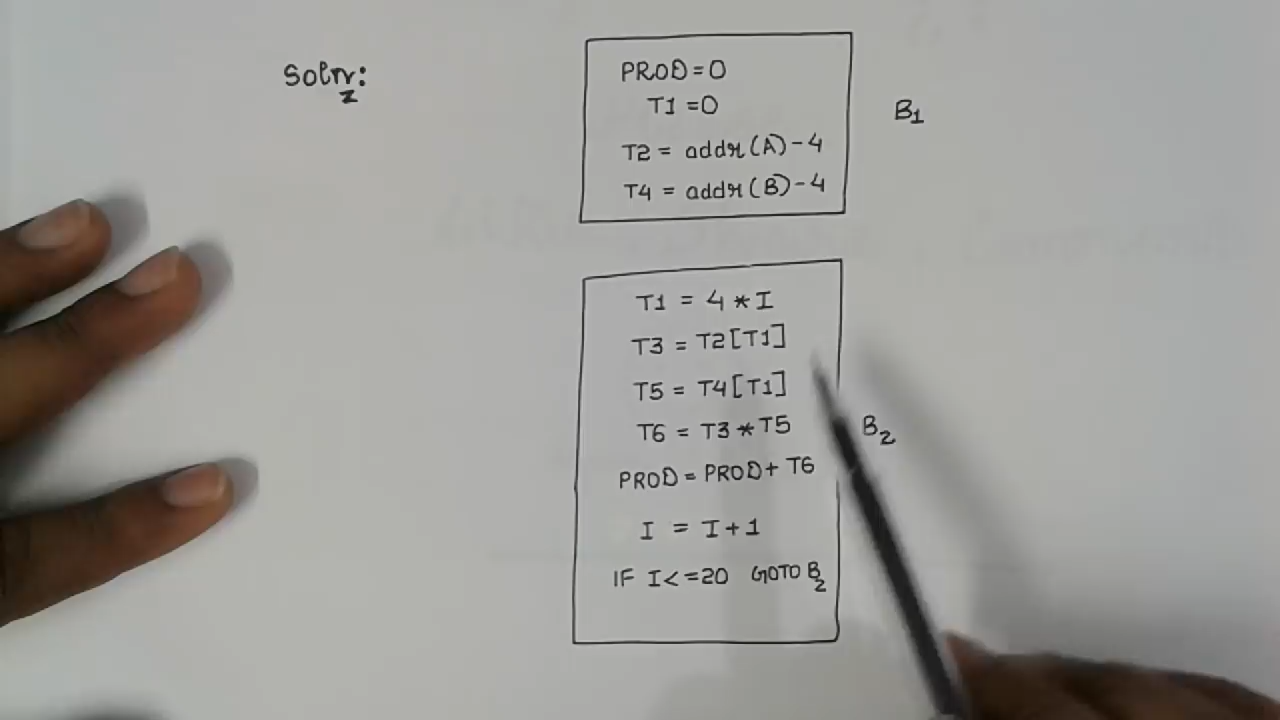 Soln:
PROD=0
T1=0
T2 = addr(A)-4
T4 = addr(B)-4
B1
T1 = 4 * I
T3 = T2[T1]
T5 = T4[T1]
T6 = T3 * T5
PROD = PROD + T6
I = I+1
IF I<=20 GOTO B2
B2